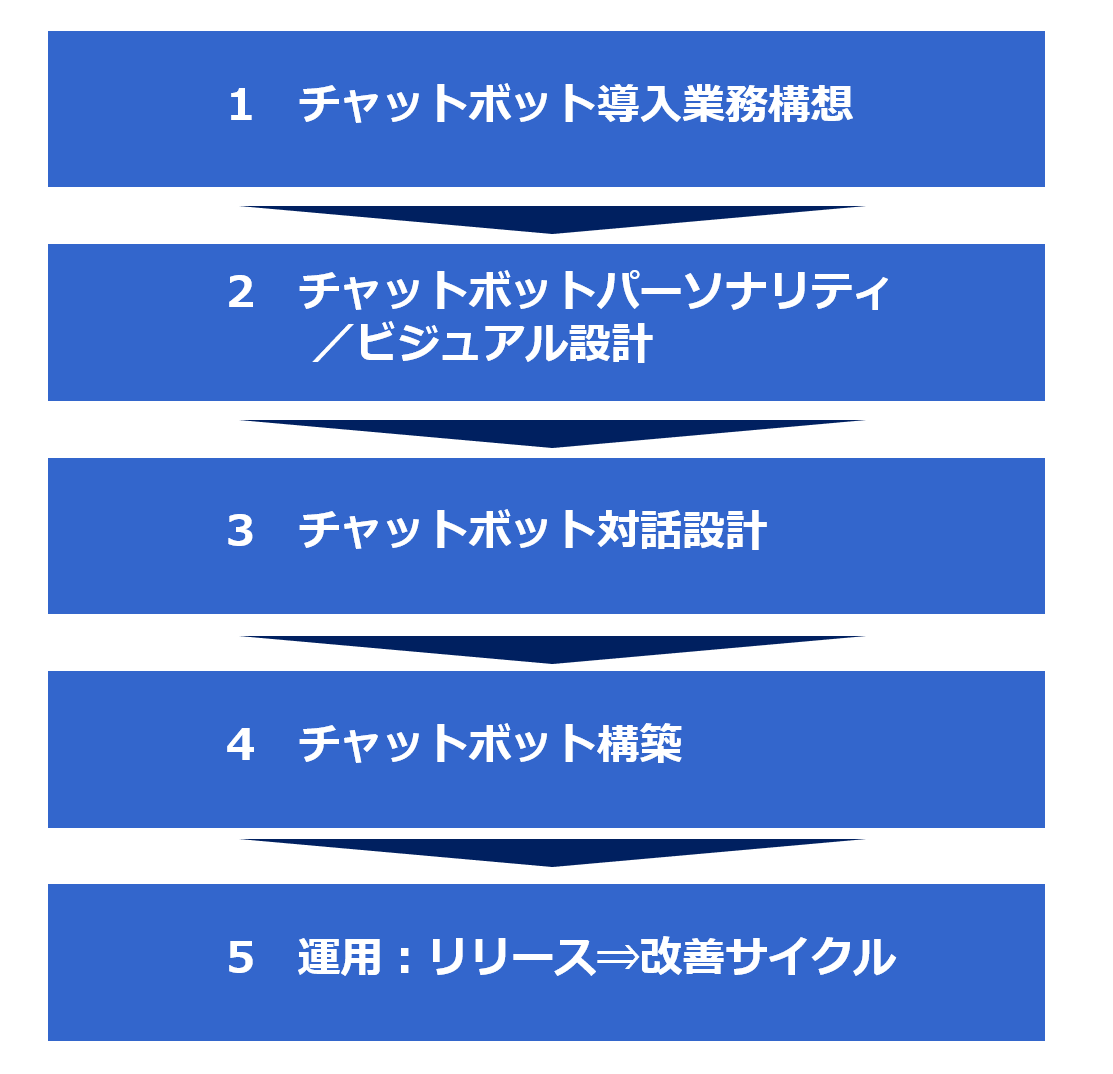 1　チャットボット導入業務構想
2　チャットボットパーソナリティ
／ビジュアル設計
3　チャットボット対話設計
4　チャットボット構築
5　運用：リリース⇒改善サイクル